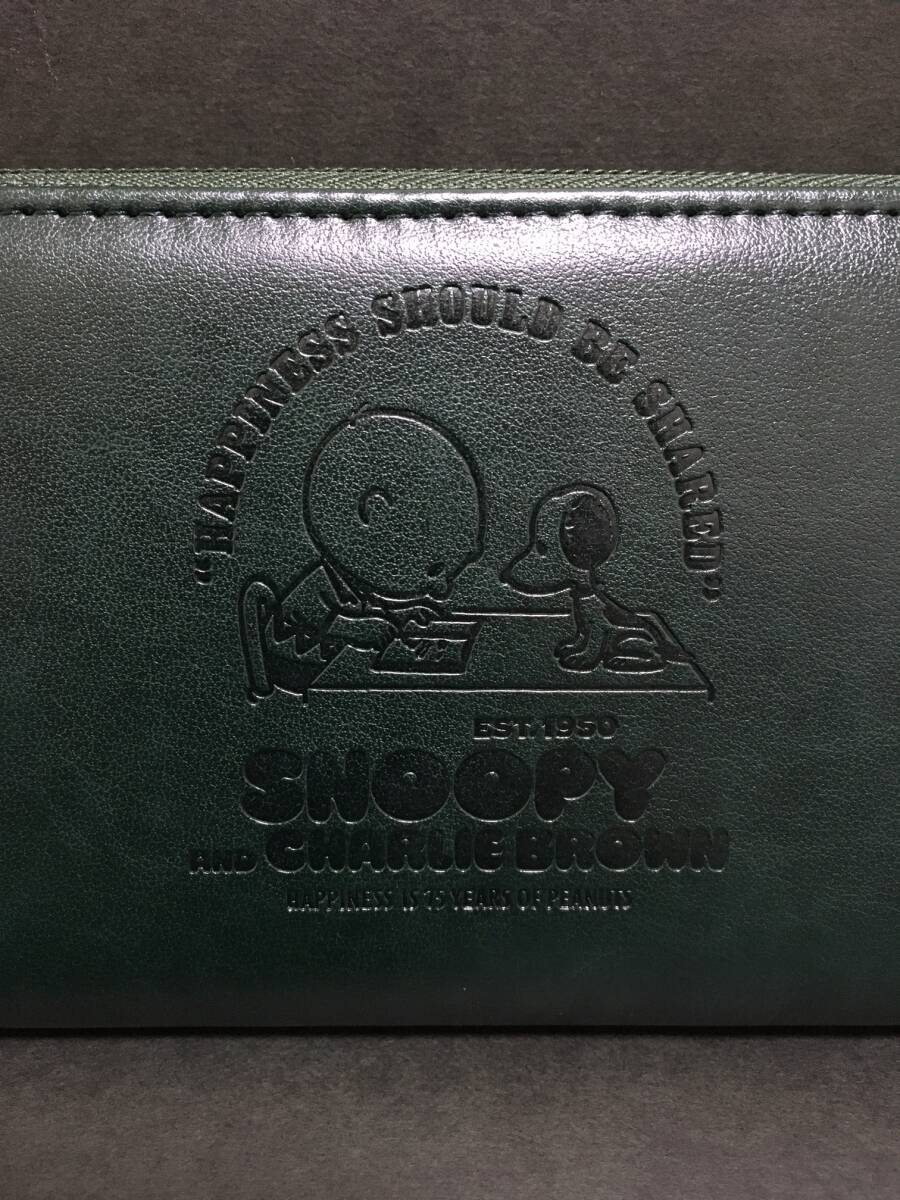 "HAPPINESS SHOULD BE SHARED"
EST. 1950
SNOOPY
AND CHARLIE BROWN
HAPPINESS IS 75 YEARS OF PEANUTS